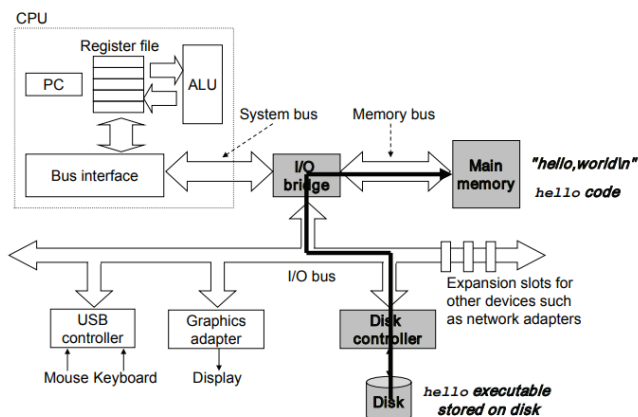 CPU
Register file
PC
ALU
System bus
Memory bus
Bus interface
I/O
bridge
Main
memory
"hello,world\n"
hello code
I/O bus
Expansion slots for
other devices such
as network adapters
USB
controller
Graphics
adapter
Disk
controller
Mouse Keyboard
Display
Disk
hello executable
stored on disk